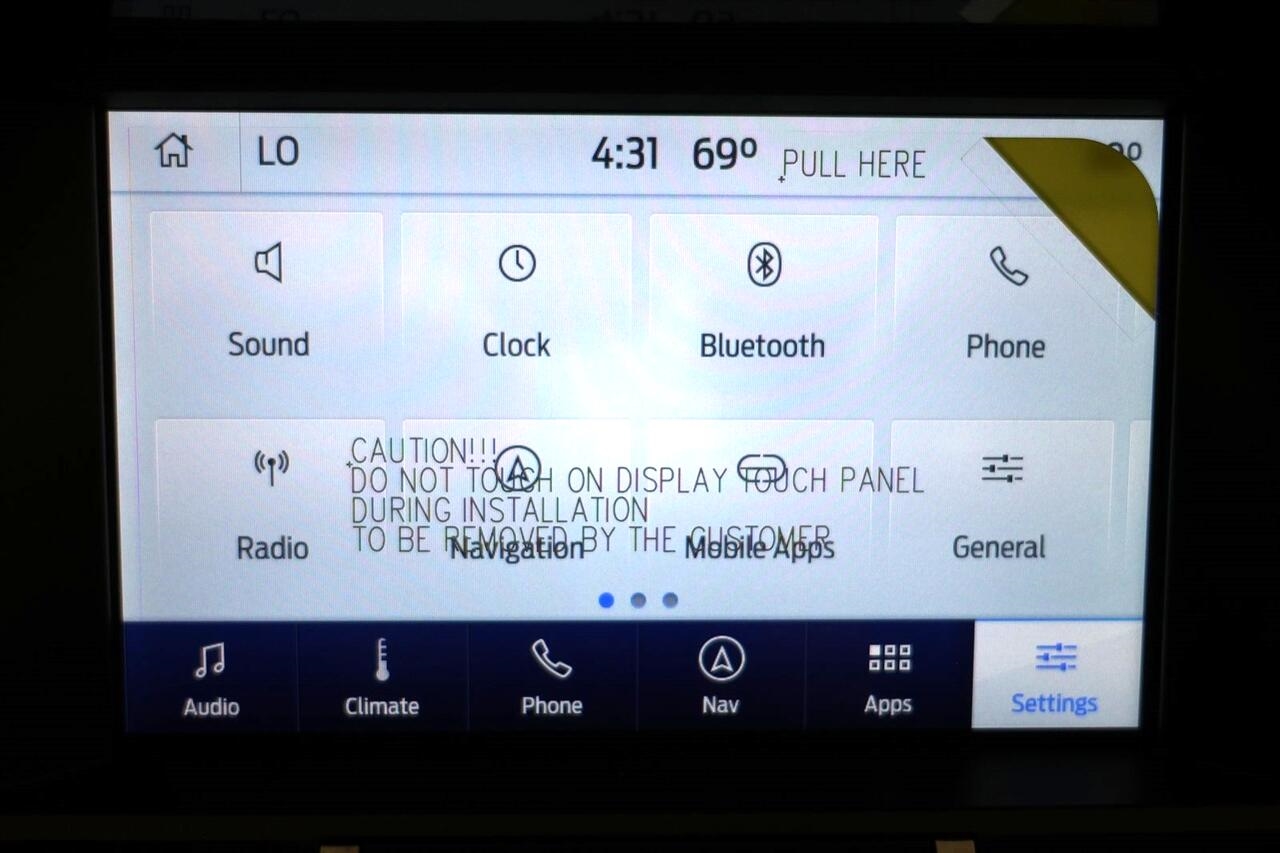 LO 4:31 69° PULL HERE
Sound Clock Bluetooth Phone
CAUTION!!!
DO NOT TOUCH ON DISPLAY TOUCH PANEL
DURING INSTALLATION
TO BE REMOVED BY THE CUSTOMER
Radio Navigation Mobile Apps General
Audio Climate Phone Nav Apps Settings